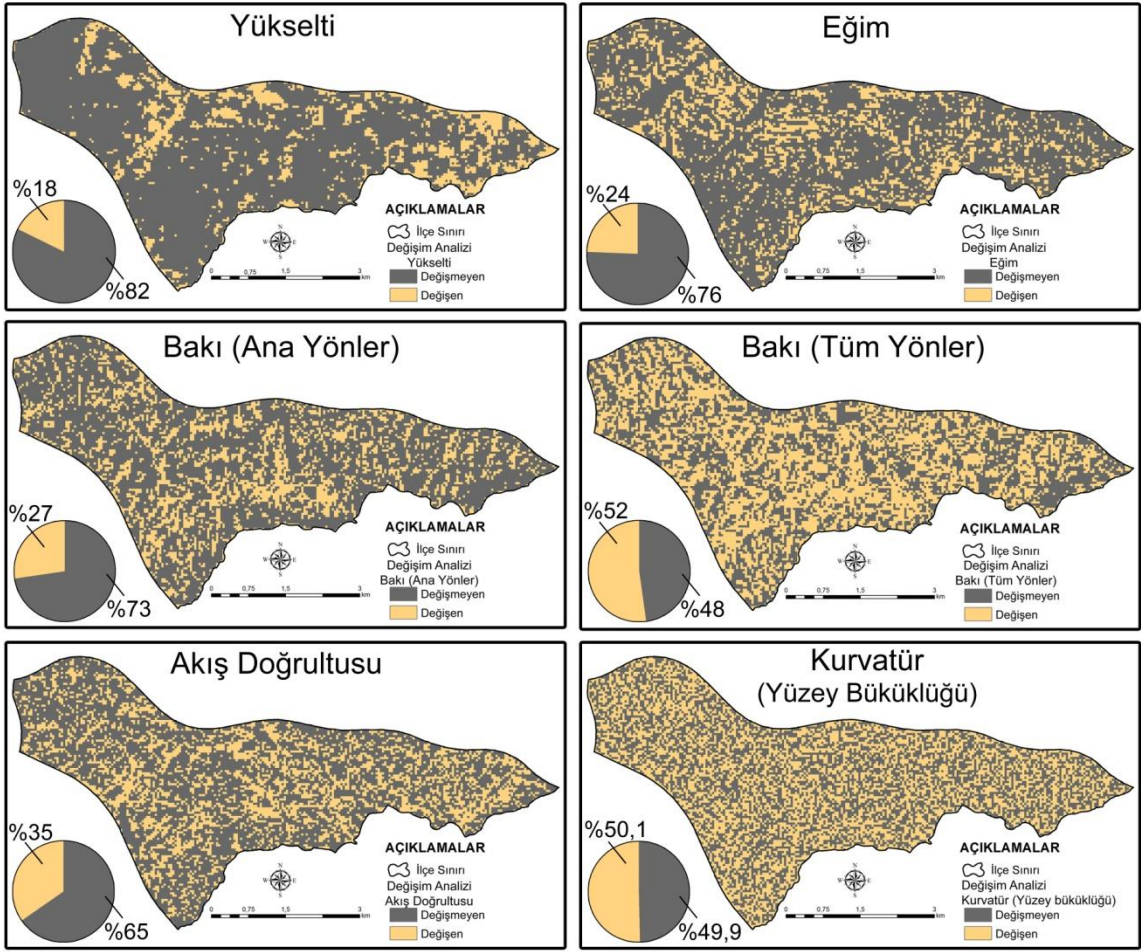 Yükselti
%18
%82
N
W E
S
0 0,75 1,5 3
km
AÇIKLAMALAR
İlçe Sınırı
Değişim Analizi
Yükselti
Değişmeyen
Değişen
Eğim
%24
%76
N
W E
S
0 0,75 1,5 3
km
AÇIKLAMALAR
İlçe Sınırı
Değişim Analizi
Eğim
Değişmeyen
Değişen
Bakı (Ana Yönler)
%27
%73
N
W E
S
0 0,75 1,5 3
km
AÇIKLAMALAR
İlçe Sınırı
Değişim Analizi
Bakı (Ana Yönler)
Değişmeyen
Değişen
Bakı (Tüm Yönler)
%52
%48
N
W E
S
0 0,75 1,5 3
km
AÇIKLAMALAR
İlçe Sınırı
Değişim Analizi
Bakı (Tüm Yönler)
Değişmeyen
Değişen
Akış Doğrultusu
%35
%65
N
W E
S
0 0,75 1,5 3
km
AÇIKLAMALAR
İlçe Sınırı
Değişim Analizi
Akış Doğrultusu
Değişmeyen
Değişen
Kurvatür
(Yüzey Büküklüğü)
%50,1
%49,9
N
W E
S
0 0,75 1,5 3
km
AÇIKLAMALAR
İlçe Sınırı
Değişim Analizi
Kurvatür (Yüzey büküklüğü)
Değişmeyen
Değişen